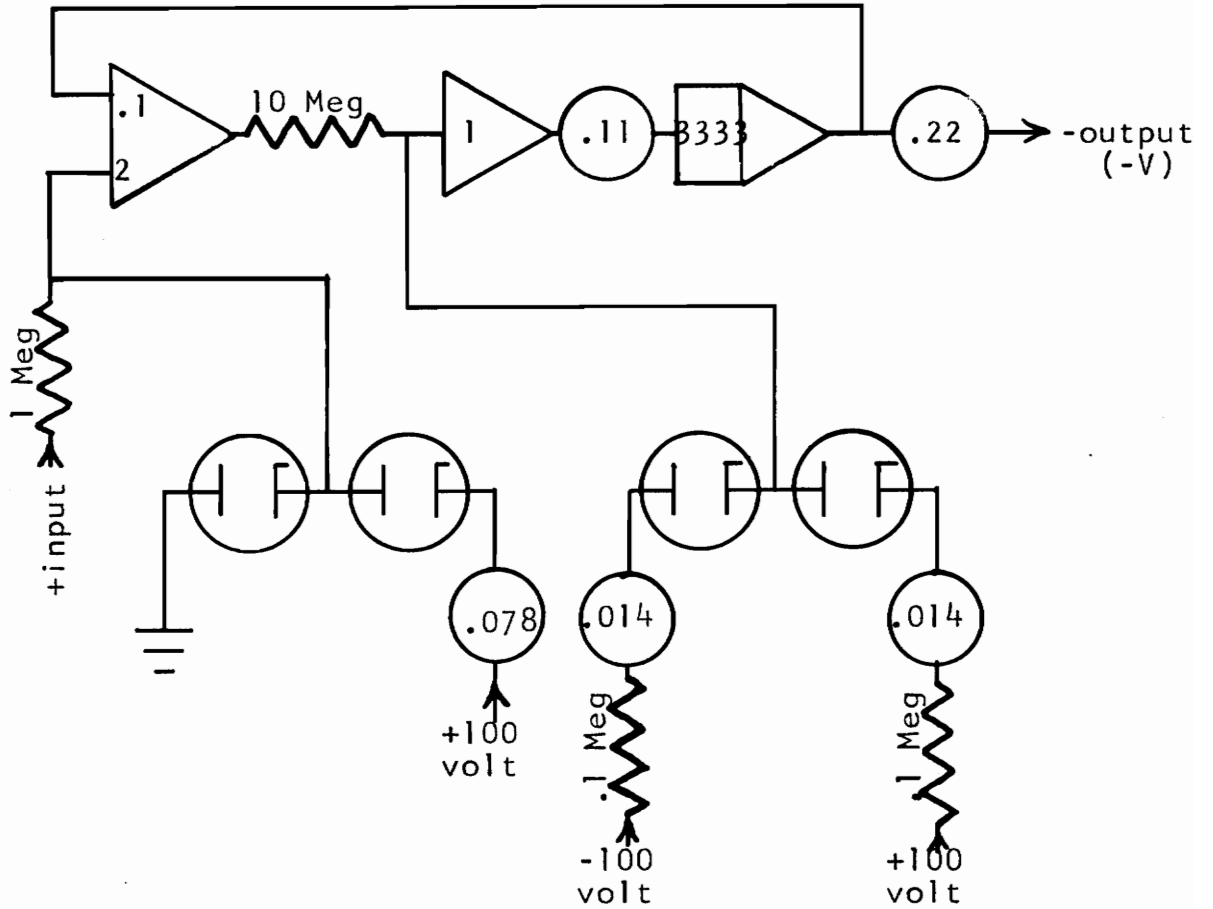 .1
2
10 Meg
1
.11
3333
.22
-output
(-V)
1 Meg
+input
.078
+100
volt
.014
.1 Meg
-100
volt
.014
.1 Meg
+100
volt